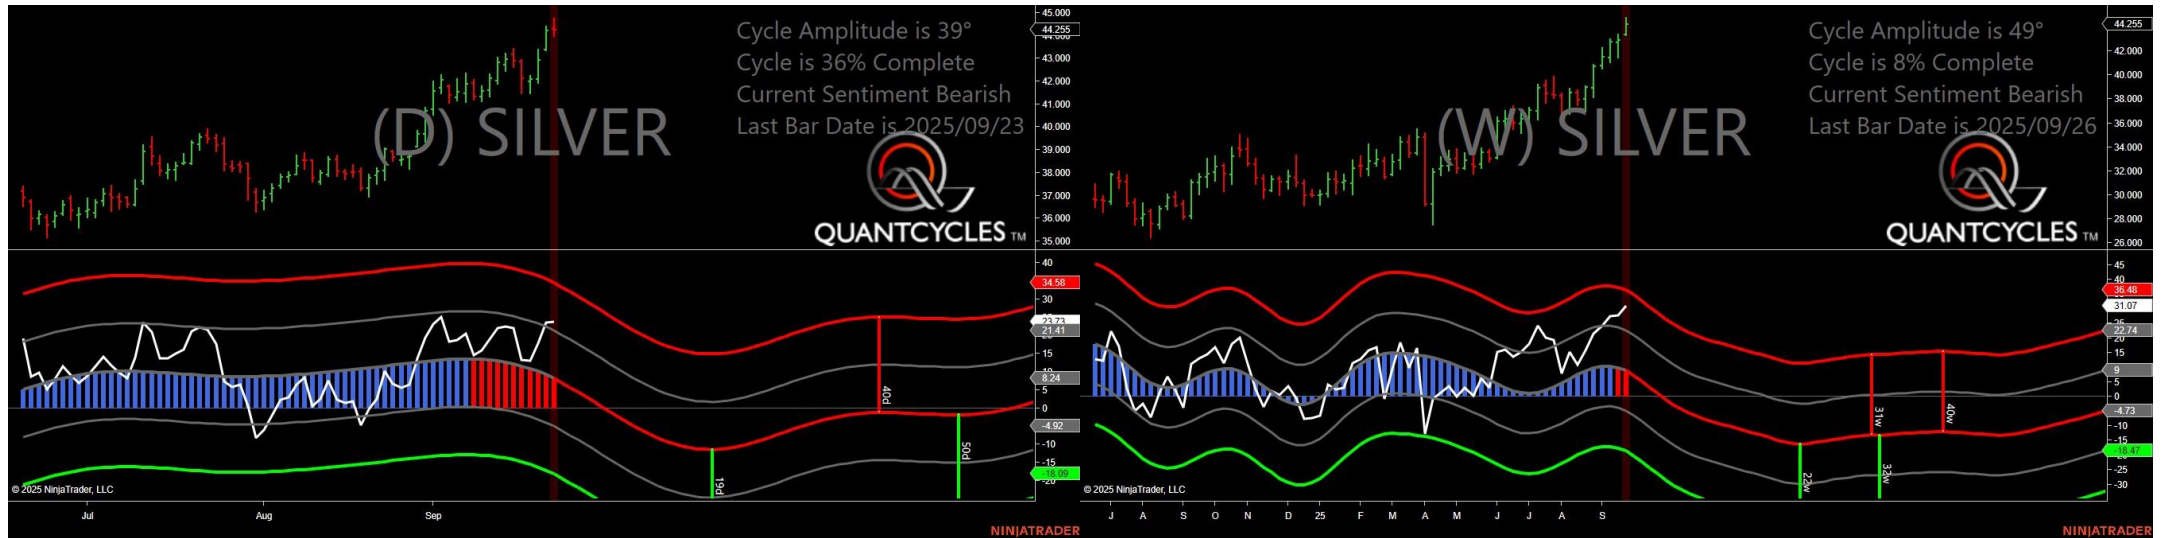 Cycle Amplitude is 39°
Cycle is 36% Complete
Current Sentiment Bearish
Last Bar Date is 2025/09/23
(D) SILVER
QUANTCYCLES TM
45.000
44.255
44.000
43.000
42.000
41.000
40.000
39.000
38.000
37.000
36.000
35.000
40
34.58
30
23.73
21.41
15
8.24
5
0
-4.92
-10
-15
-18.09
-20
19d
40d
50d
© 2025 NinjaTrader, LLC
Jul
Aug
Sep
NINJATRADER
Cycle Amplitude is 49°
Cycle is 8% Complete
Current Sentiment Bearish
Last Bar Date is 2025/09/26
(W) SILVER
QUANTCYCLES TM
44.255
42.000
40.000
38.000
36.000
34.000
32.000
30.000
28.000
26.000
45
40
36.48
31.07
25
22.74
20
15
9
5
0
-4.73
-10
-15
-18.47
-25
-30
22w
31w
32w
40w
© 2025 NinjaTrader, LLC
J A S O N D 25 F M A M J J A S
NINJATRADER